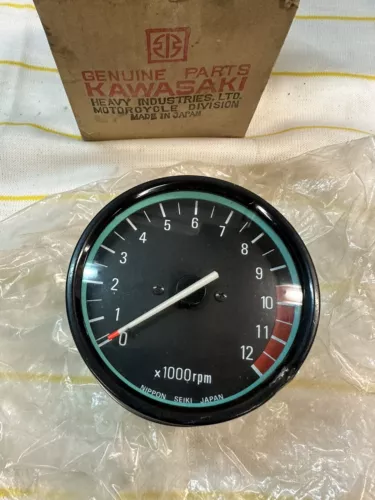 GENUINE PARTS
KAWASAKI
HEAVY INDUSTRIES, LTD.
MOTORCYCLE DIVISION
MADE IN JAPAN
0
1
2
3
4
5
6
7
8
9
10
11
12
x1000rpm
NIPPON SEIKI JAPAN